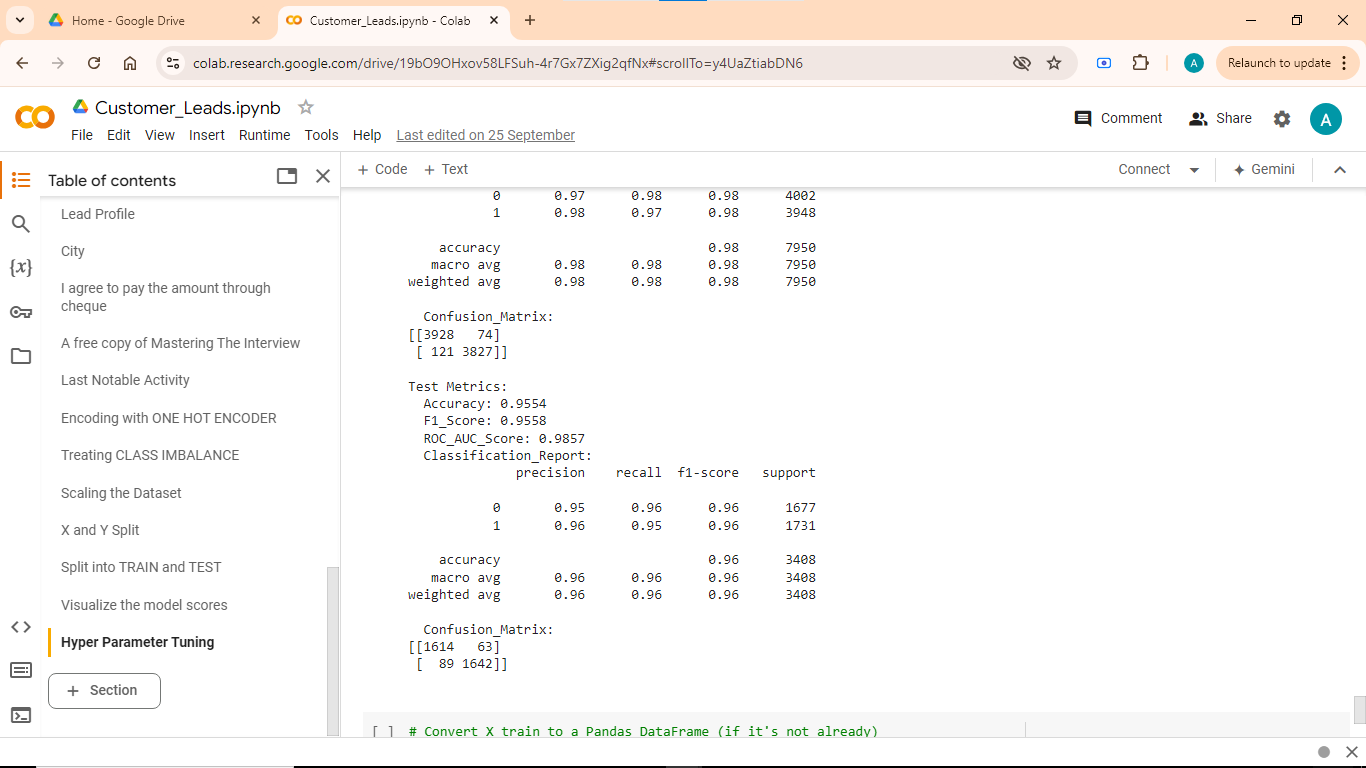 Home - Google Drive
Customer_Leads.ipynb - Colab
colab.research.google.com/drive/19bO9OHxov58LFSuh-4r7Gx7ZXig2qfNx#scrollTo=y4UaZtiabDN6
A
Relaunch to update
Customer_Leads.ipynb
File Edit View Insert Runtime Tools Help Last edited on 25 September
Comment Share A
Table of contents
+ Code + Text
Connect Gemini
Lead Profile
City
I agree to pay the amount through
cheque
A free copy of Mastering The Interview
Last Notable Activity
Encoding with ONE HOT ENCODER
Treating CLASS IMBALANCE
Scaling the Dataset
X and Y Split
Split into TRAIN and TEST
Visualize the model scores
Hyper Parameter Tuning
+ Section
0 0.97 0.98 0.98 4002
1 0.98 0.97 0.98 3948
accuracy 0.98 7950
macro avg 0.98 0.98 0.98 7950
weighted avg 0.98 0.98 0.98 7950
Confusion_Matrix:
[[3928 74]
[ 121 3827]]
Test Metrics:
Accuracy: 0.9554
F1_Score: 0.9558
ROC_AUC_Score: 0.9857
Classification_Report:
precision recall f1-score support
0 0.95 0.96 0.96 1677
1 0.96 0.95 0.96 1731
accuracy 0.96 3408
macro avg 0.96 0.96 0.96 3408
weighted avg 0.96 0.96 0.96 3408
Confusion_Matrix:
[[1614 63]
[ 89 1642]]
[ ] # Convert X train to a Pandas DataFrame (if it's not already)